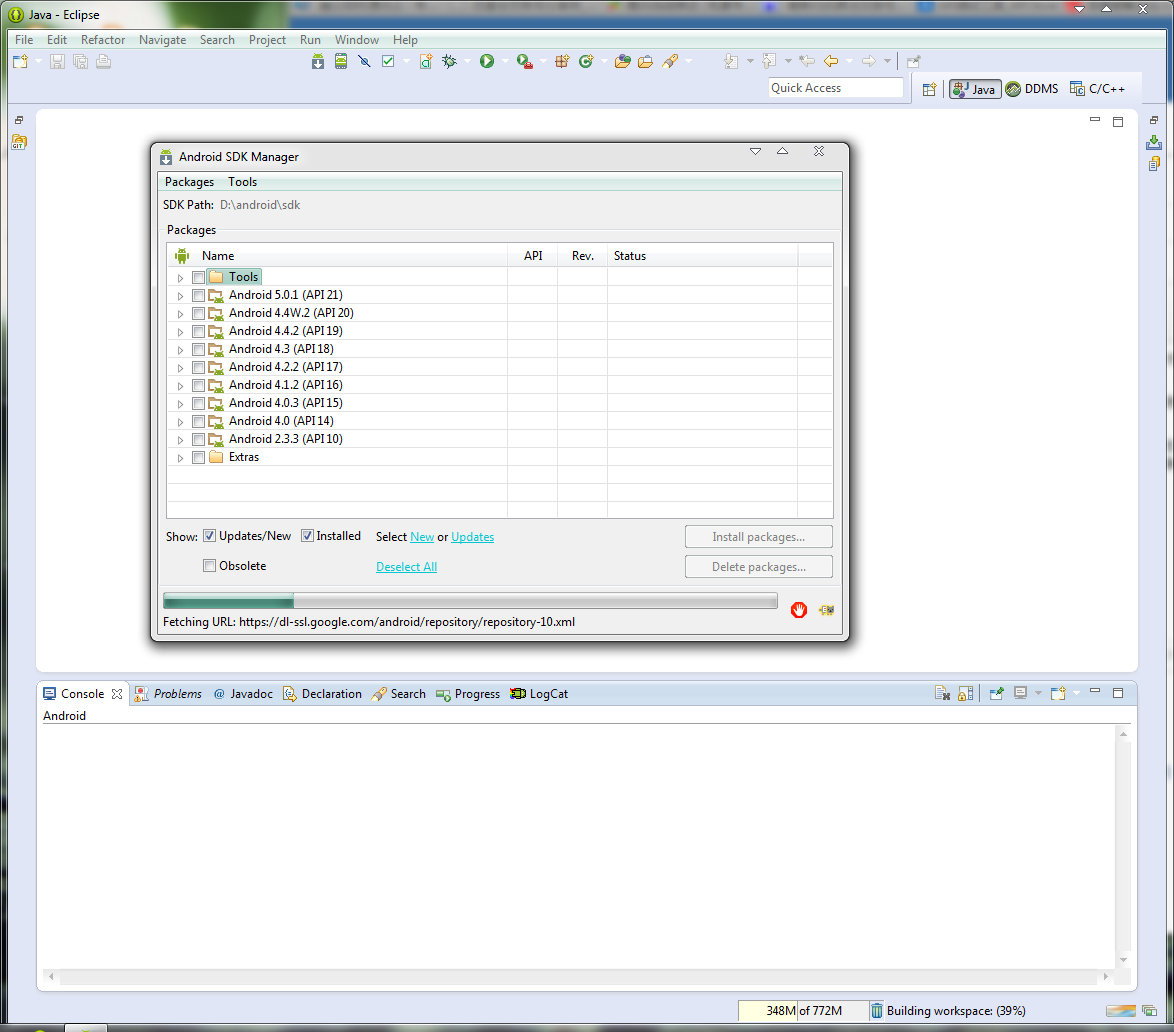 Java - Eclipse
File Edit Refactor Navigate Search Project Run Window Help
Quick Access
Java DDMS C/C++
GIT
Android SDK Manager
Packages Tools
SDK Path: D:\android\sdk
Packages
Name API Rev. Status
Tools
Android 5.0.1 (API 21)
Android 4.4W.2 (API 20)
Android 4.4.2 (API 19)
Android 4.3 (API 18)
Android 4.2.2 (API 17)
Android 4.1.2 (API 16)
Android 4.0.3 (API 15)
Android 4.0 (API 14)
Android 2.3.3 (API 10)
Extras
Show: Updates/New Installed Select New or Updates Install packages...
Obsolete Deselect All Delete packages...
Fetching URL: https://dl-ssl.google.com/android/repository/repository-10.xml
Console Problems @ Javadoc Declaration Search Progress LogCat
Android
348M of 772M Building workspace: (39%)